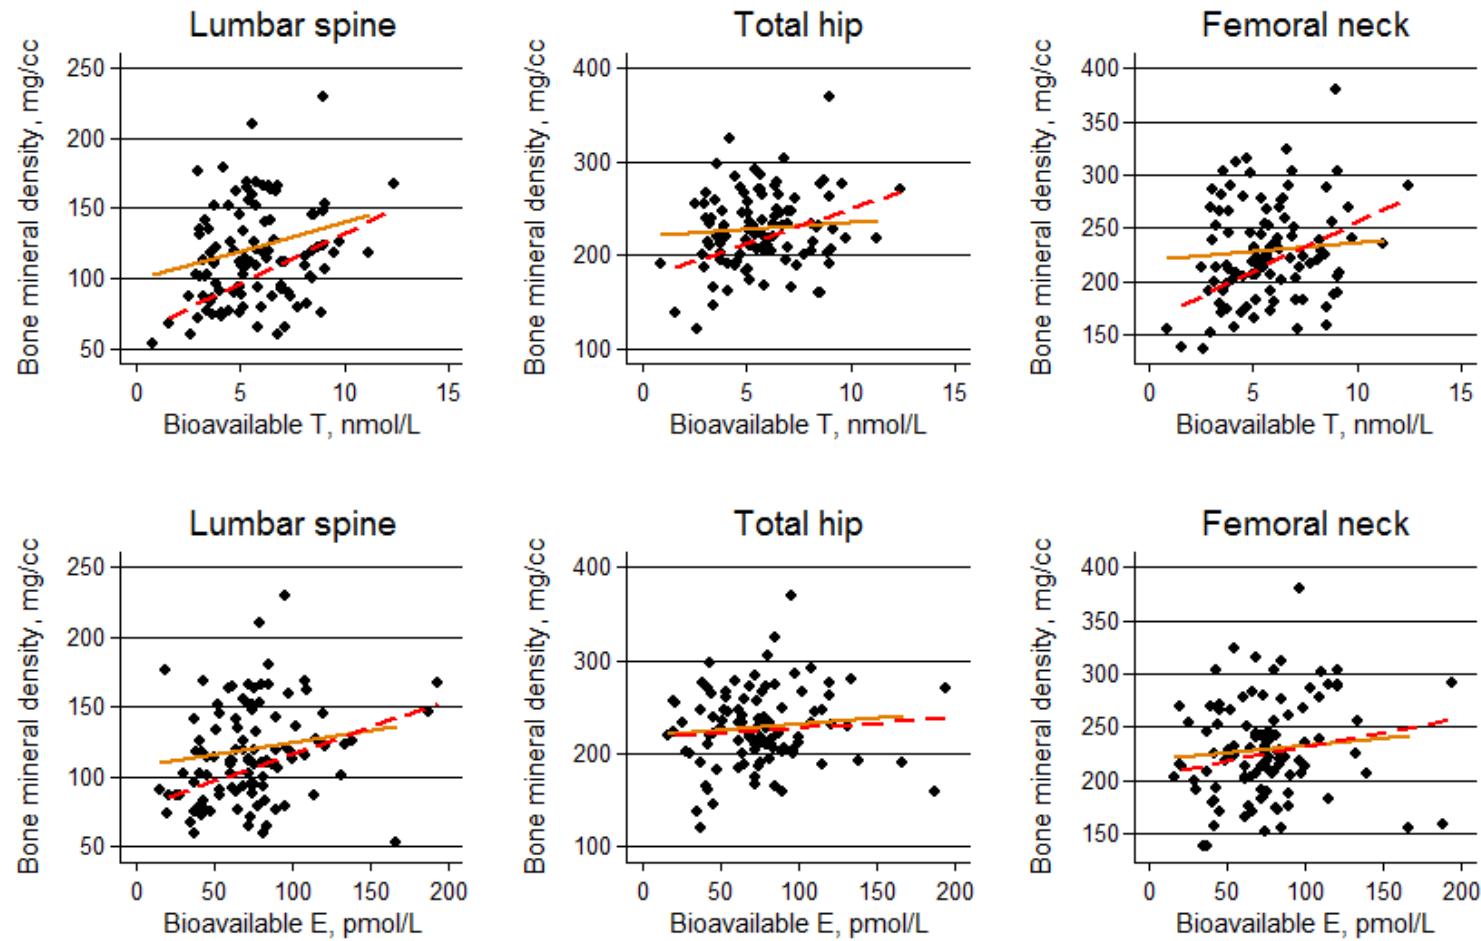 Lumbar spine
Bone mineral density, mg/cc
250
200
150
100
50
0 5 10 15
Bioavailable T, nmol/L
Total hip
Bone mineral density, mg/cc
400
300
200
100
0 5 10 15
Bioavailable T, nmol/L
Femoral neck
Bone mineral density, mg/cc
400
350
300
250
200
150
0 5 10 15
Bioavailable T, nmol/L
Lumbar spine
Bone mineral density, mg/cc
250
200
150
100
50
0 50 100 150 200
Bioavailable E, pmol/L
Total hip
Bone mineral density, mg/cc
400
300
200
100
0 50 100 150 200
Bioavailable E, pmol/L
Femoral neck
Bone mineral density, mg/cc
400
350
300
250
200
150
0 50 100 150 200
Bioavailable E, pmol/L